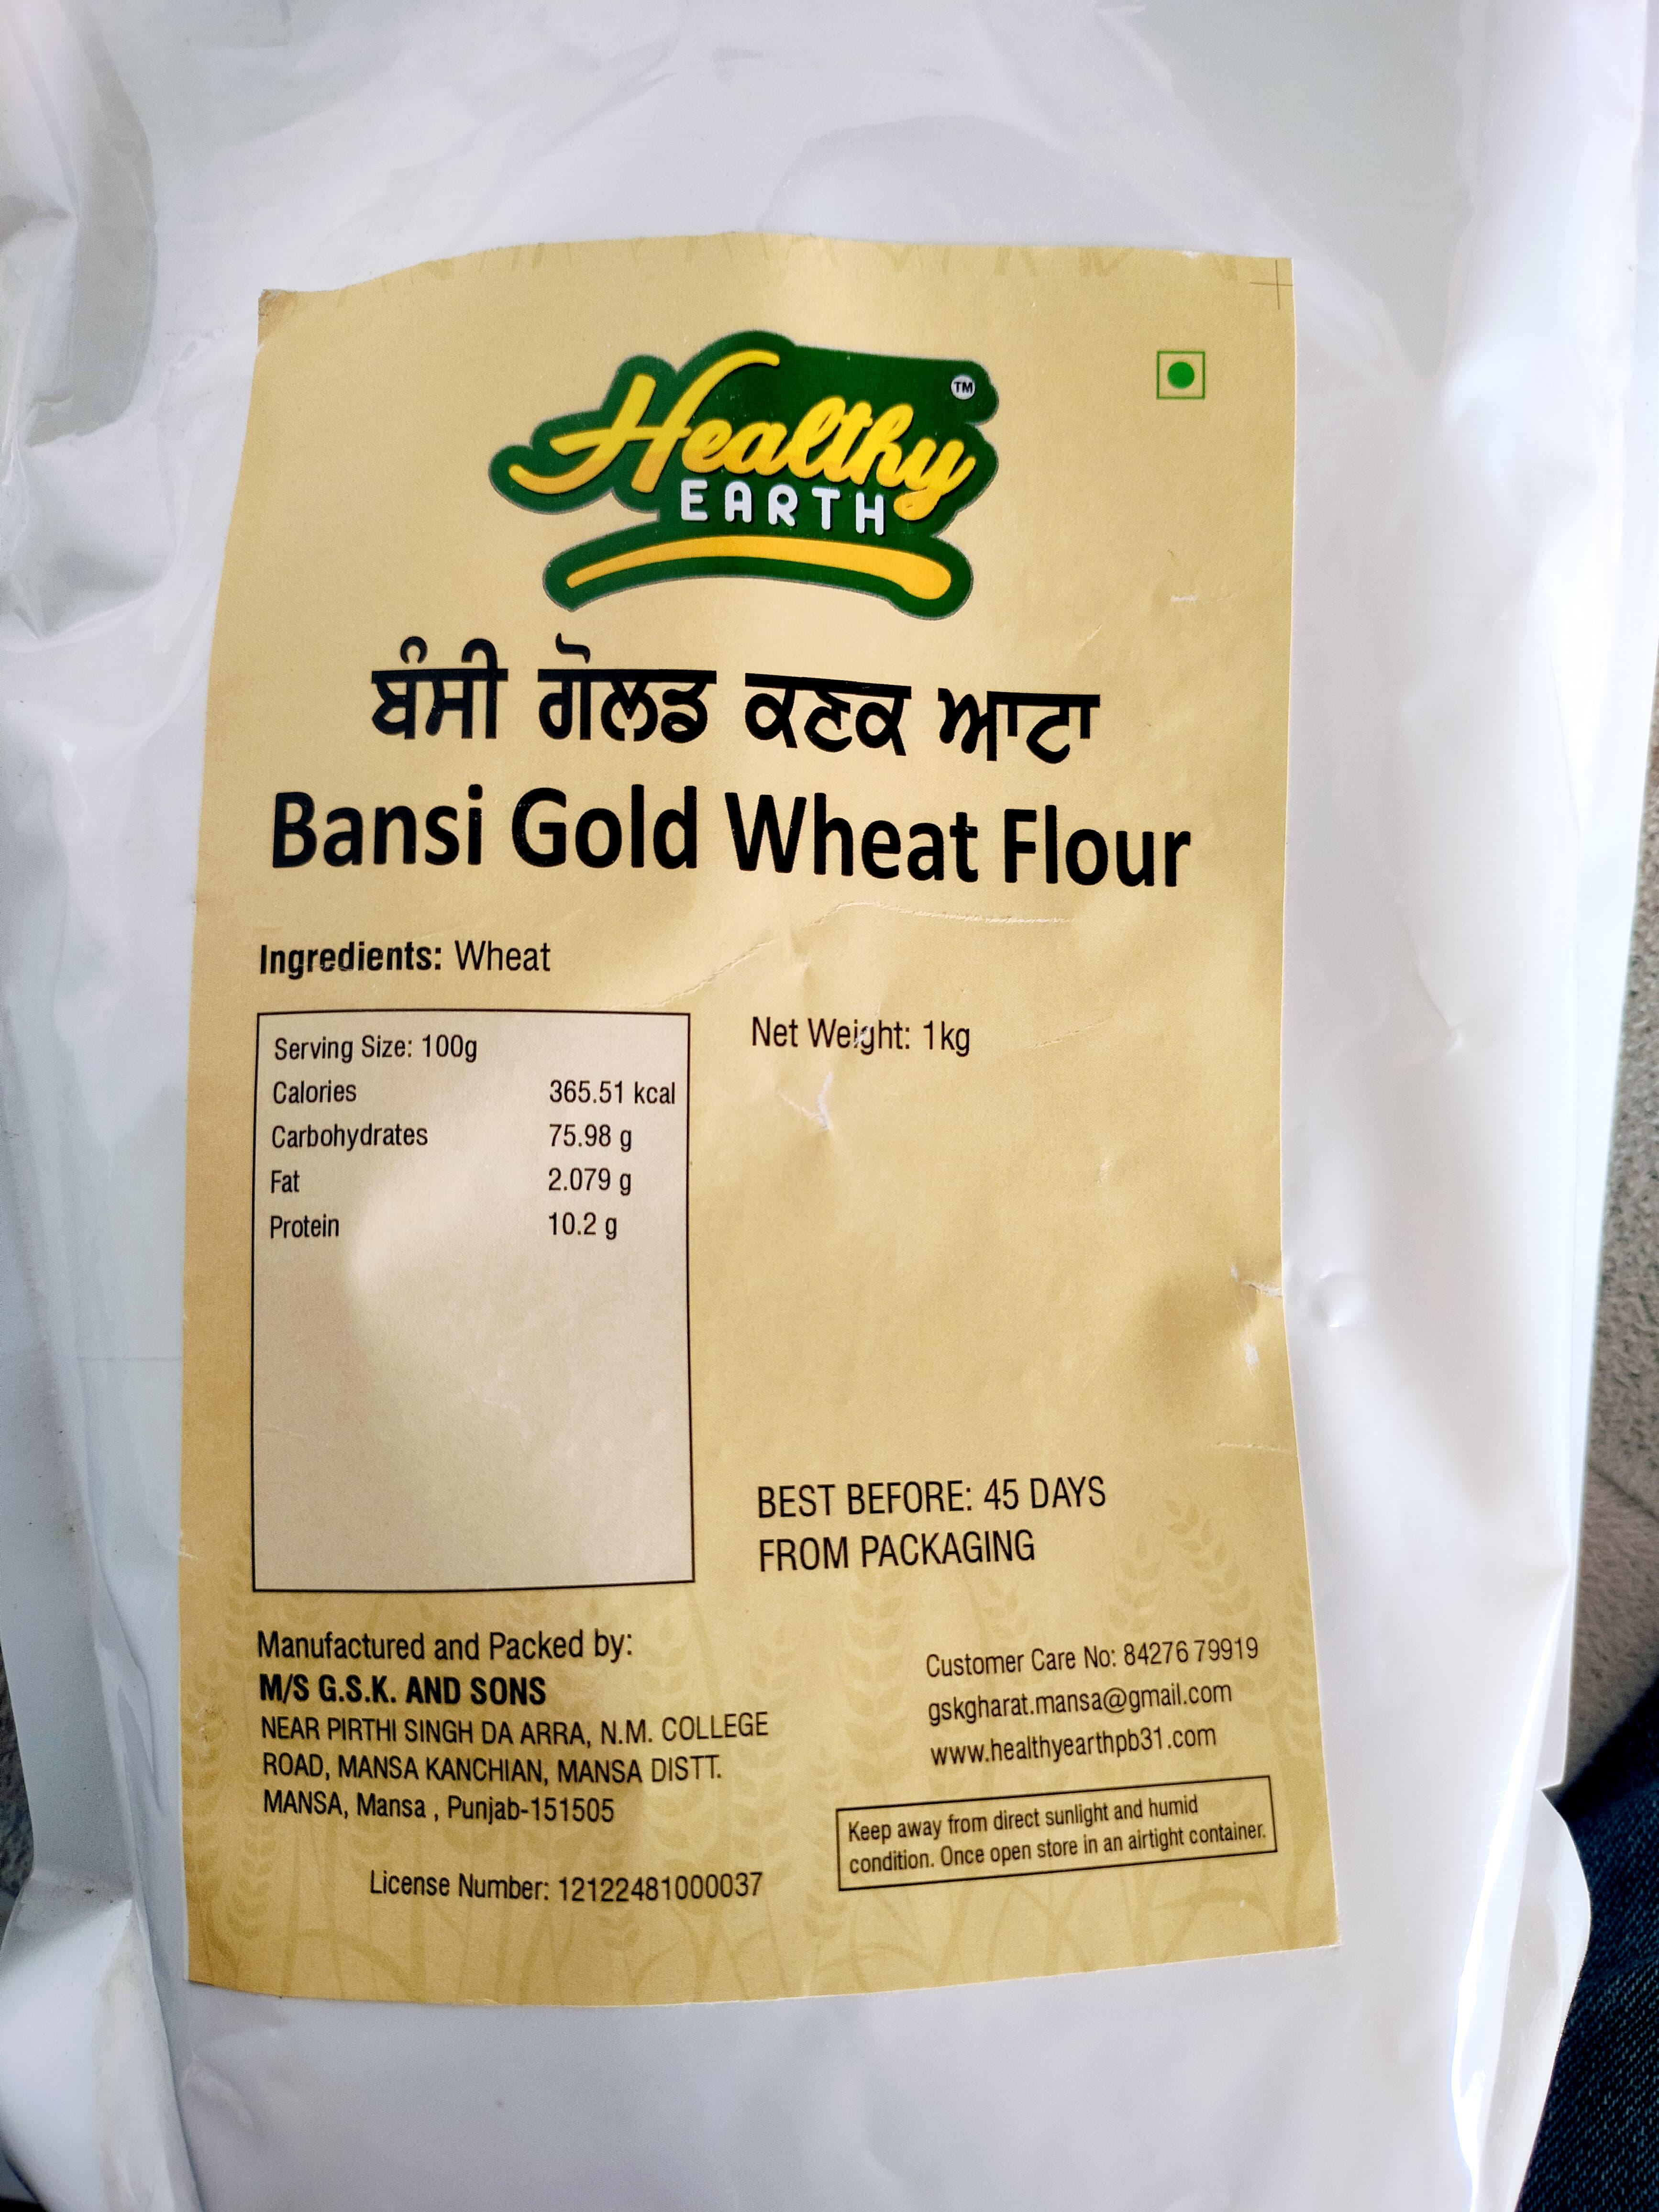 Healthy
TM
EARTH
ਬੰਸੀ ਗੋਲਡ ਕਣਕ ਆਟਾ
Bansi Gold Wheat Flour
Ingredients: Wheat
Serving Size: 100g
Calories 365.51 kcal
Carbohydrates 75.98 g
Fat 2.079 g
Protein 10.2 g
Net Weight: 1kg
BEST BEFORE: 45 DAYS
FROM PACKAGING
Manufactured and Packed by:
M/S G.S.K. AND SONS
NEAR PIRTHI SINGH DA ARRA, N.M. COLLEGE
ROAD, MANSA KANCHIAN, MANSA DISTT.
MANSA, Mansa , Punjab-151505
License Number: 12122481000037
Customer Care No: 84276 79919
gskgharat.mansa@gmail.com
www.healthyearthpb31.com
Keep away from direct sunlight and humid
condition. Once open store in an airtight container.